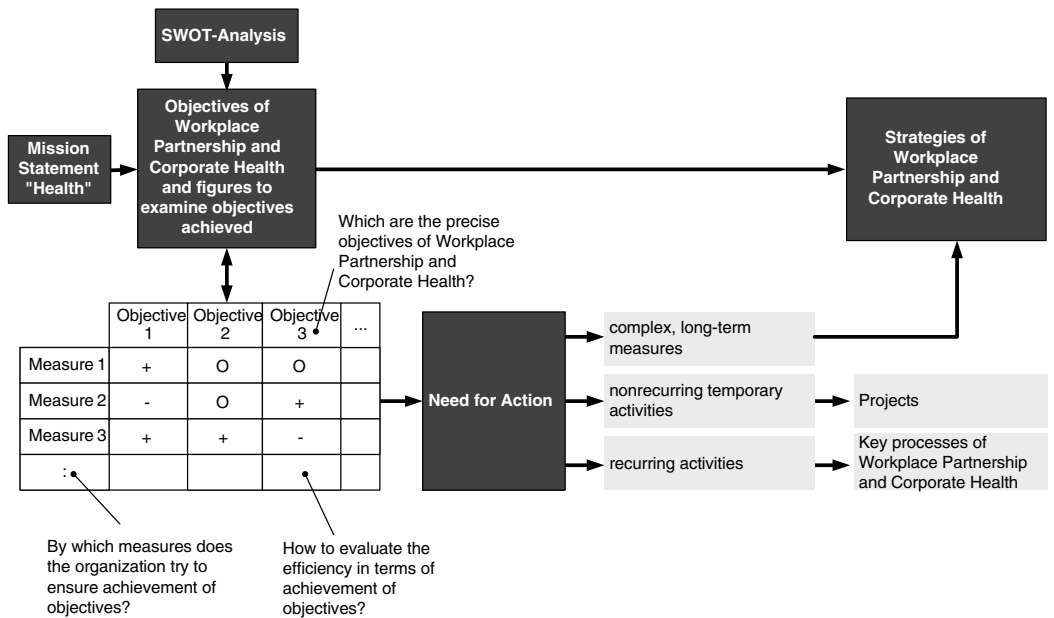 SWOT-Analysis
Objectives of
Workplace
Partnership and
Corporate Health
and figures to
examine objectives
achieved
Mission
Statement
"Health"
Strategies of
Workplace
Partnership and
Corporate Health
Which are the precise
objectives of Workplace
Partnership and
Corporate Health?
Objective 1
Objective 2
Objective 3
...
Measure 1 + O O
Measure 2 - O +
Measure 3 + + -
:
Need for Action
complex, long-term
measures
nonrecurring temporary
activities
Projects
recurring activities
Key processes of
Workplace Partnership
and Corporate Health
By which measures does
the organization try to
ensure achievement of
objectives?
How to evaluate the
efficiency in terms of
achievement of
objectives?